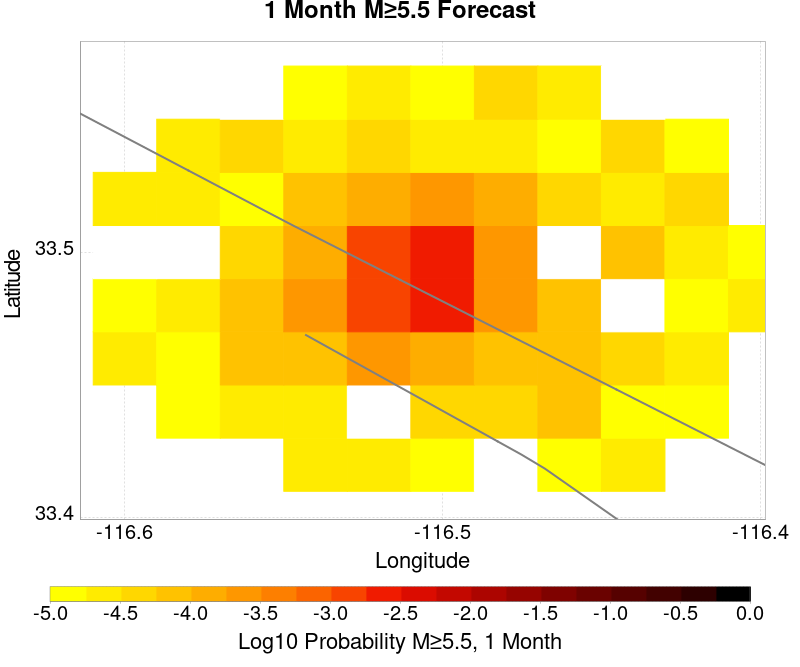 1 Month M≥5.5 Forecast
Latitude
33.5
33.4
-116.6 -116.5 -116.4
Longitude
-5.0 -4.5 -4.0 -3.5 -3.0 -2.5 -2.0 -1.5 -1.0 -0.5 0.0
Log10 Probability M≥5.5, 1 Month